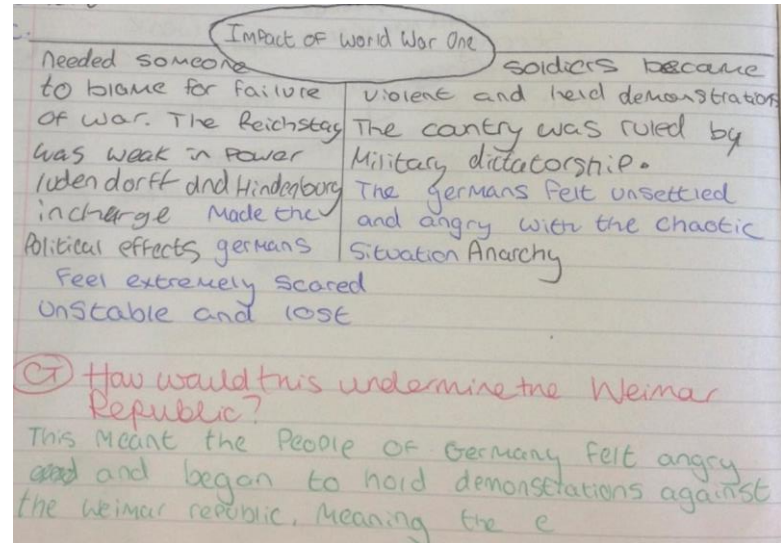 Impact of World War One
Needed someone
to blame for failure
of war. The Reichstag
was weak in power
ludendorff and Hindenburg
incharge Made the
Political effects germans
feel extremely scared
unstable and lost
soldiers became
violent and held demonstration
The country was ruled by
Military dictatorship.
The germans felt unsettled
and angry with the chaotic
situation Anarchy
CT How would this undermine the Weimar
Republic?
This meant the People of Germany felt angry
and began to hold demonstrations against
the weimar republic. Meaning the e